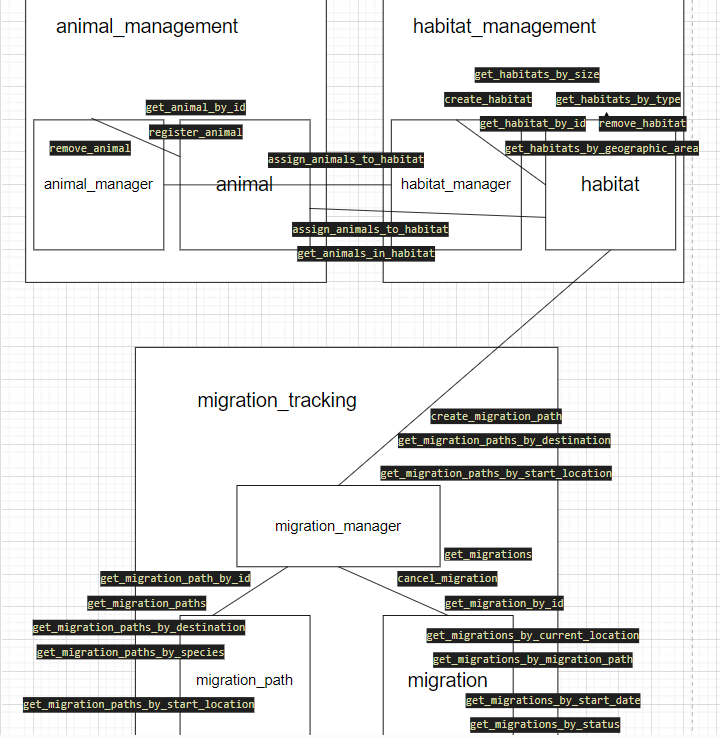 animal_management
habitat_management
get_habitats_by_size
create_habitat
get_habitats_by_type
get_animal_by_id
get_habitat_by_id
remove_habitat
register_animal
remove_animal
get_habitats_by_geographic_area
assign_animals_to_habitat
animal_manager
animal
habitat_manager
habitat
assign_animals_to_habitat
get_animals_in_habitat
migration_tracking
create_migration_path
get_migration_paths_by_destination
get_migration_paths_by_start_location
migration_manager
get_migrations
get_migration_path_by_id
cancel_migration
get_migration_paths
get_migration_by_id
get_migration_paths_by_destination
get_migrations_by_current_location
get_migration_paths_by_species
get_migrations_by_migration_path
migration_path
migration
get_migration_paths_by_start_location
get_migrations_by_start_date
get_migrations_by_status